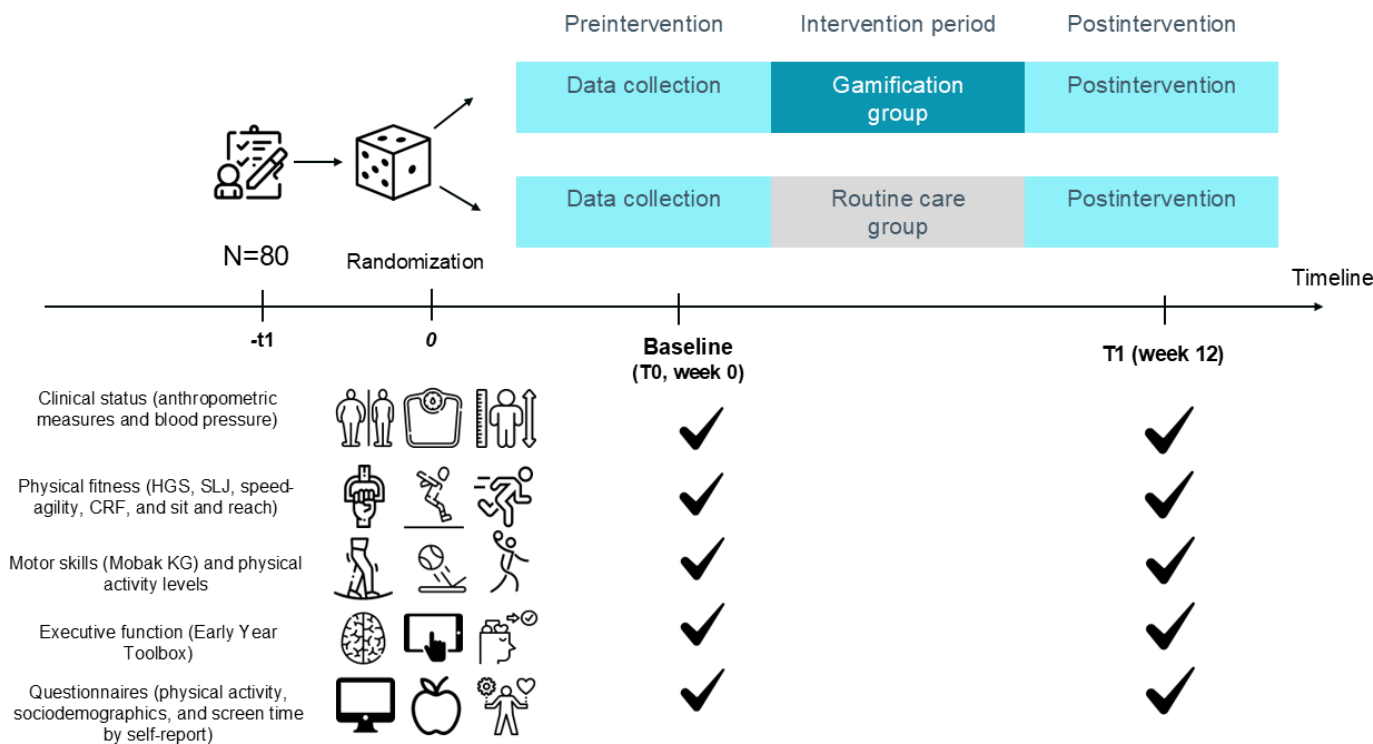 Preintervention Intervention period Postintervention
Data collection Gamification Postintervention
group
Data collection Routine care Postintervention
group
N=80 Randomization
Timeline
-t1 0 Baseline T1 (week 12)
(T0, week 0)
Clinical status (anthropometric
measures and blood pressure)
Physical fitness (HGS, SLJ, speed-
agility, CRF, and sit and reach)
Motor skills (Mobak KG) and physical
activity levels
Executive function (Early Year
Toolbox)
Questionnaires (physical activity,
sociodemographics, and screen time
by self-report)